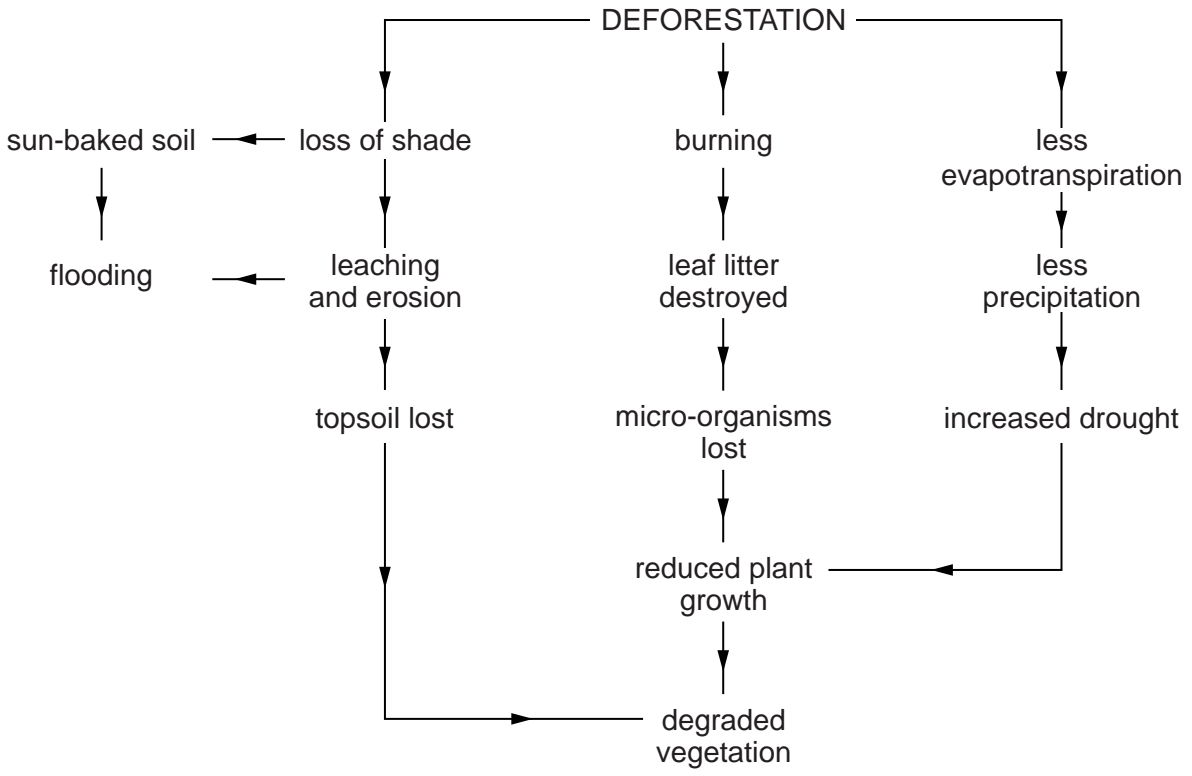 DEFORESTATION
sun-baked soil
loss of shade
burning
less
evapotranspiration
flooding
leaching
and erosion
leaf litter
destroyed
less
precipitation
topsoil lost
micro-organisms
lost
increased drought
reduced plant
growth
degraded
vegetation